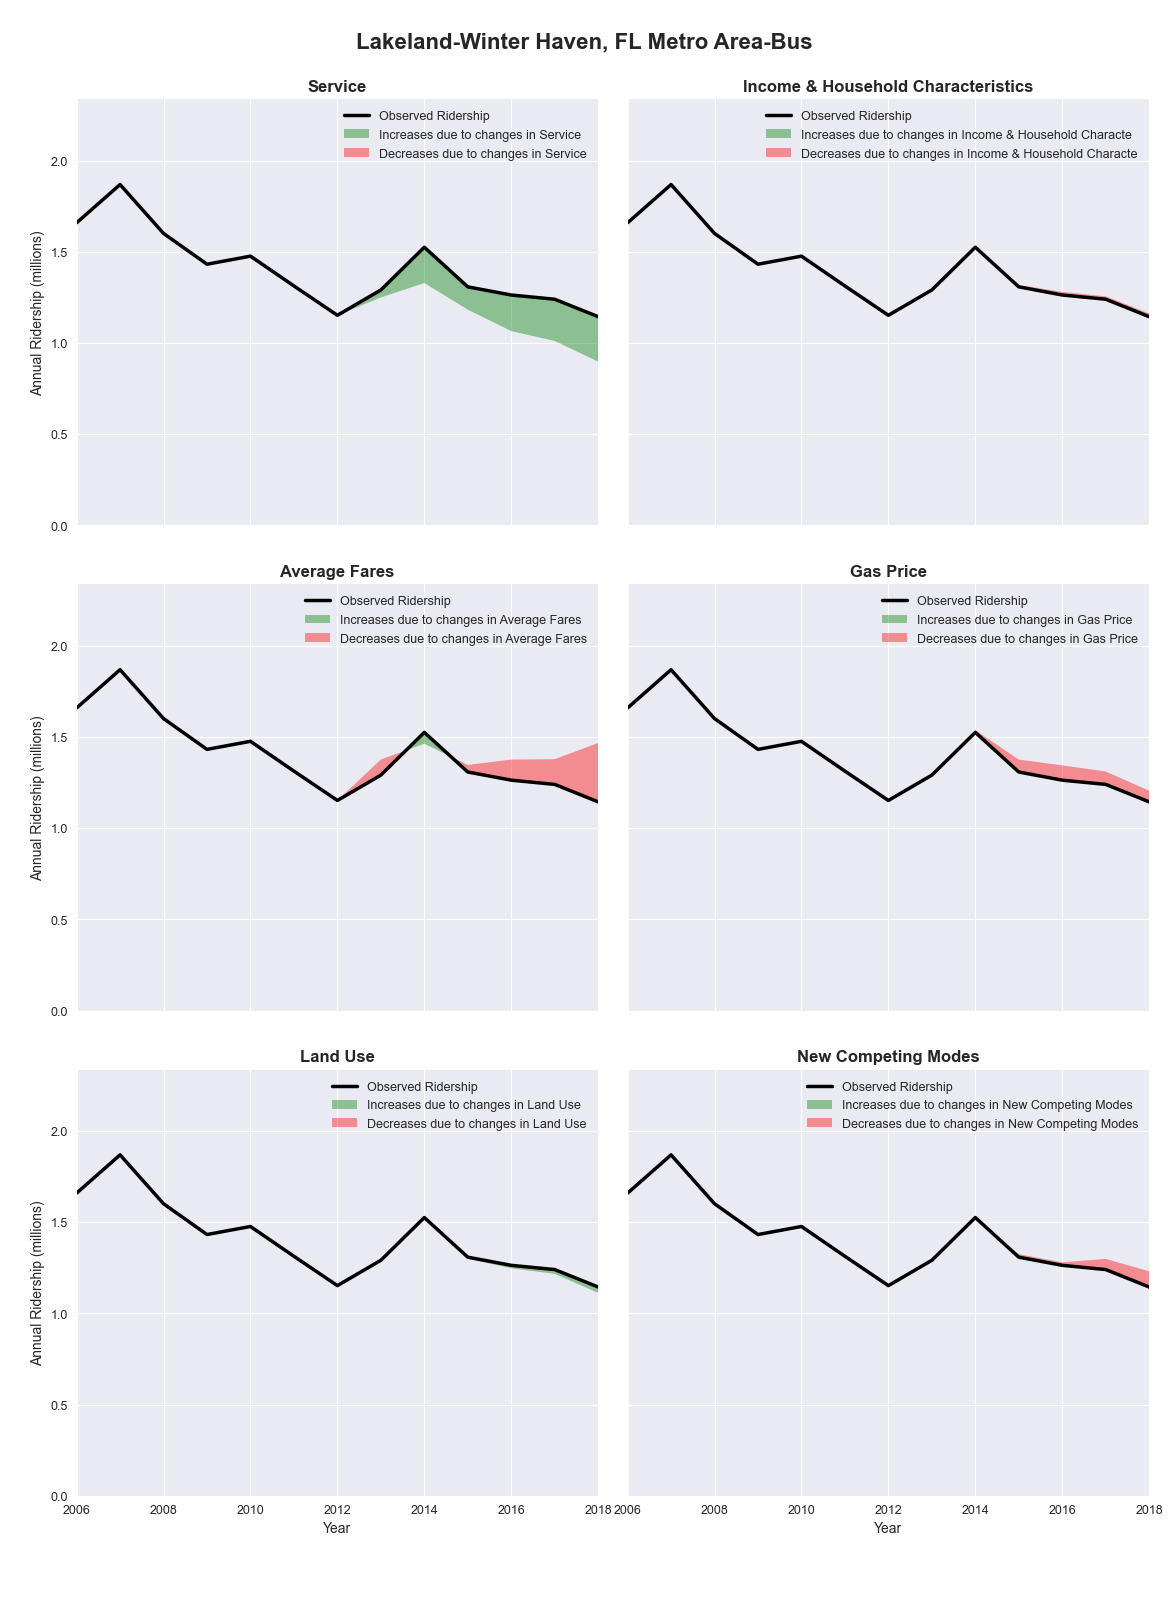 Lakeland-Winter Haven, FL Metro Area-Bus
Service
Observed Ridership
Increases due to changes in Service
Decreases due to changes in Service
Annual Ridership (millions)
2.0
1.5
1.0
0.5
0.0
Income & Household Characteristics
Observed Ridership
Increases due to changes in Income & Household Characte
Decreases due to changes in Income & Household Characte
Average Fares
Observed Ridership
Increases due to changes in Average Fares
Decreases due to changes in Average Fares
Annual Ridership (millions)
2.0
1.5
1.0
0.5
0.0
Gas Price
Observed Ridership
Increases due to changes in Gas Price
Decreases due to changes in Gas Price
Land Use
Observed Ridership
Increases due to changes in Land Use
Decreases due to changes in Land Use
Annual Ridership (millions)
2.0
1.5
1.0
0.5
0.0
2006 2008 2010 2012 2014 2016 2018
Year
New Competing Modes
Observed Ridership
Increases due to changes in New Competing Modes
Decreases due to changes in New Competing Modes
2006 2008 2010 2012 2014 2016 2018
Year